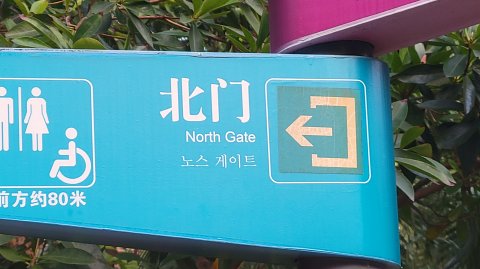 北门
North Gate
노스 게이트
前方约80米